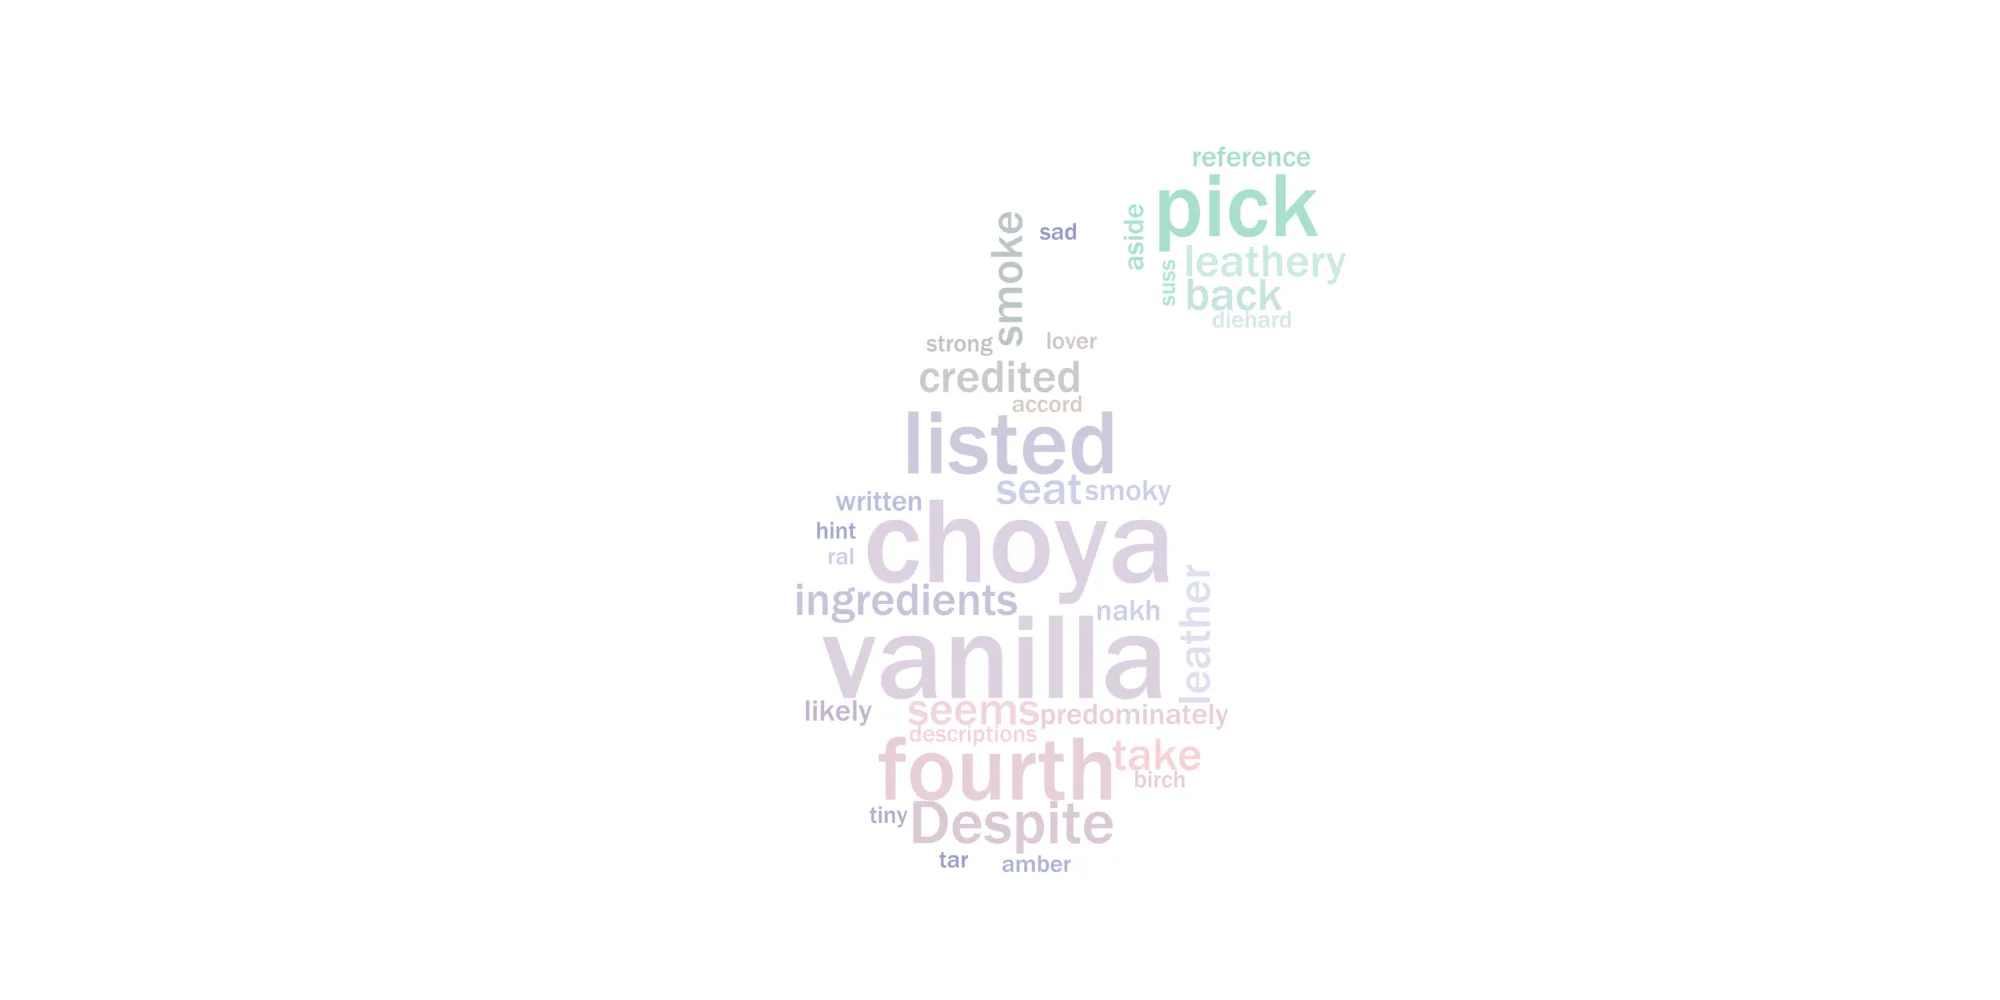 reference
pick
aside
leathery
suss
back
diehard
smoke
sad
strong
lover
credited
accord
listed
seat
smoky
written
choya
hint
ral
ingredients
nakh
leather
vanilla
likely
seems
predominately
descriptions
fourth
take
birch
tiny
Despite
tar
amber